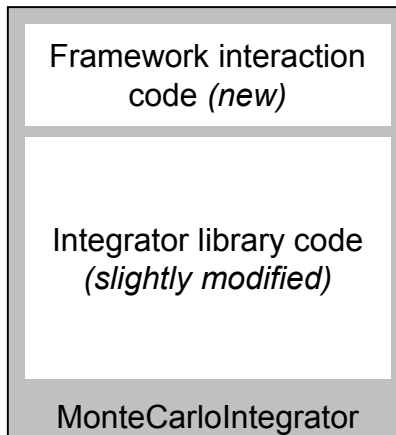 Framework interaction
code (new)
Integrator library code
(slightly modified)
MonteCarloIntegrator